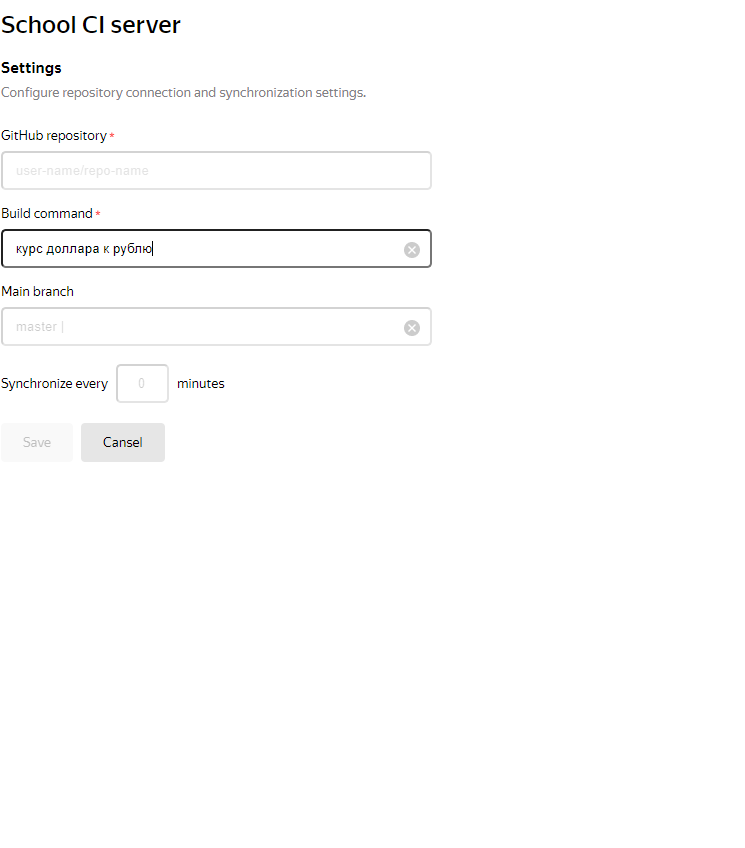 School CI server
Settings
Configure repository connection and synchronization settings.
GitHub repository *
user-name/repo-name
Build command *
курс доллара к рублю
Main branch
master |
Synchronize every 0 minutes
Save Cansel